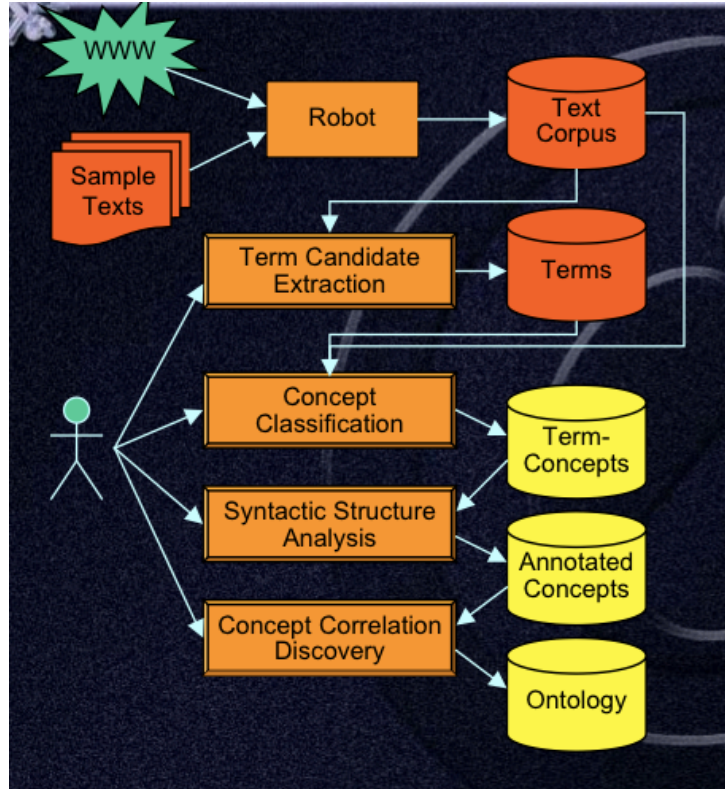 WWW
Robot
Text
Corpus
Sample
Texts
Term Candidate
Extraction
Terms
Concept
Classification
Term-
Concepts
Syntactic Structure
Analysis
Annotated
Concepts
Concept Correlation
Discovery
Ontology